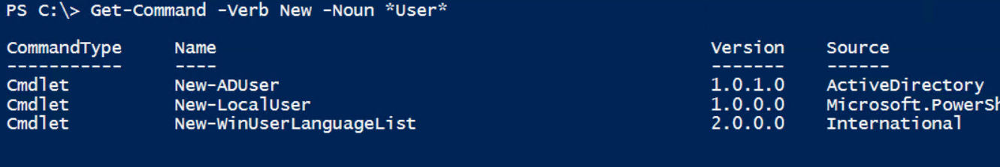 PS C:\> Get-Command -Verb New -Noun *User*
CommandType Name Version Source
----------- ---- ------- ------
Cmdlet New-ADUser 1.0.1.0 ActiveDirectory
Cmdlet New-LocalUser 1.0.0.0 Microsoft.PowerSh
Cmdlet New-WinUserLanguageList 2.0.0.0 International